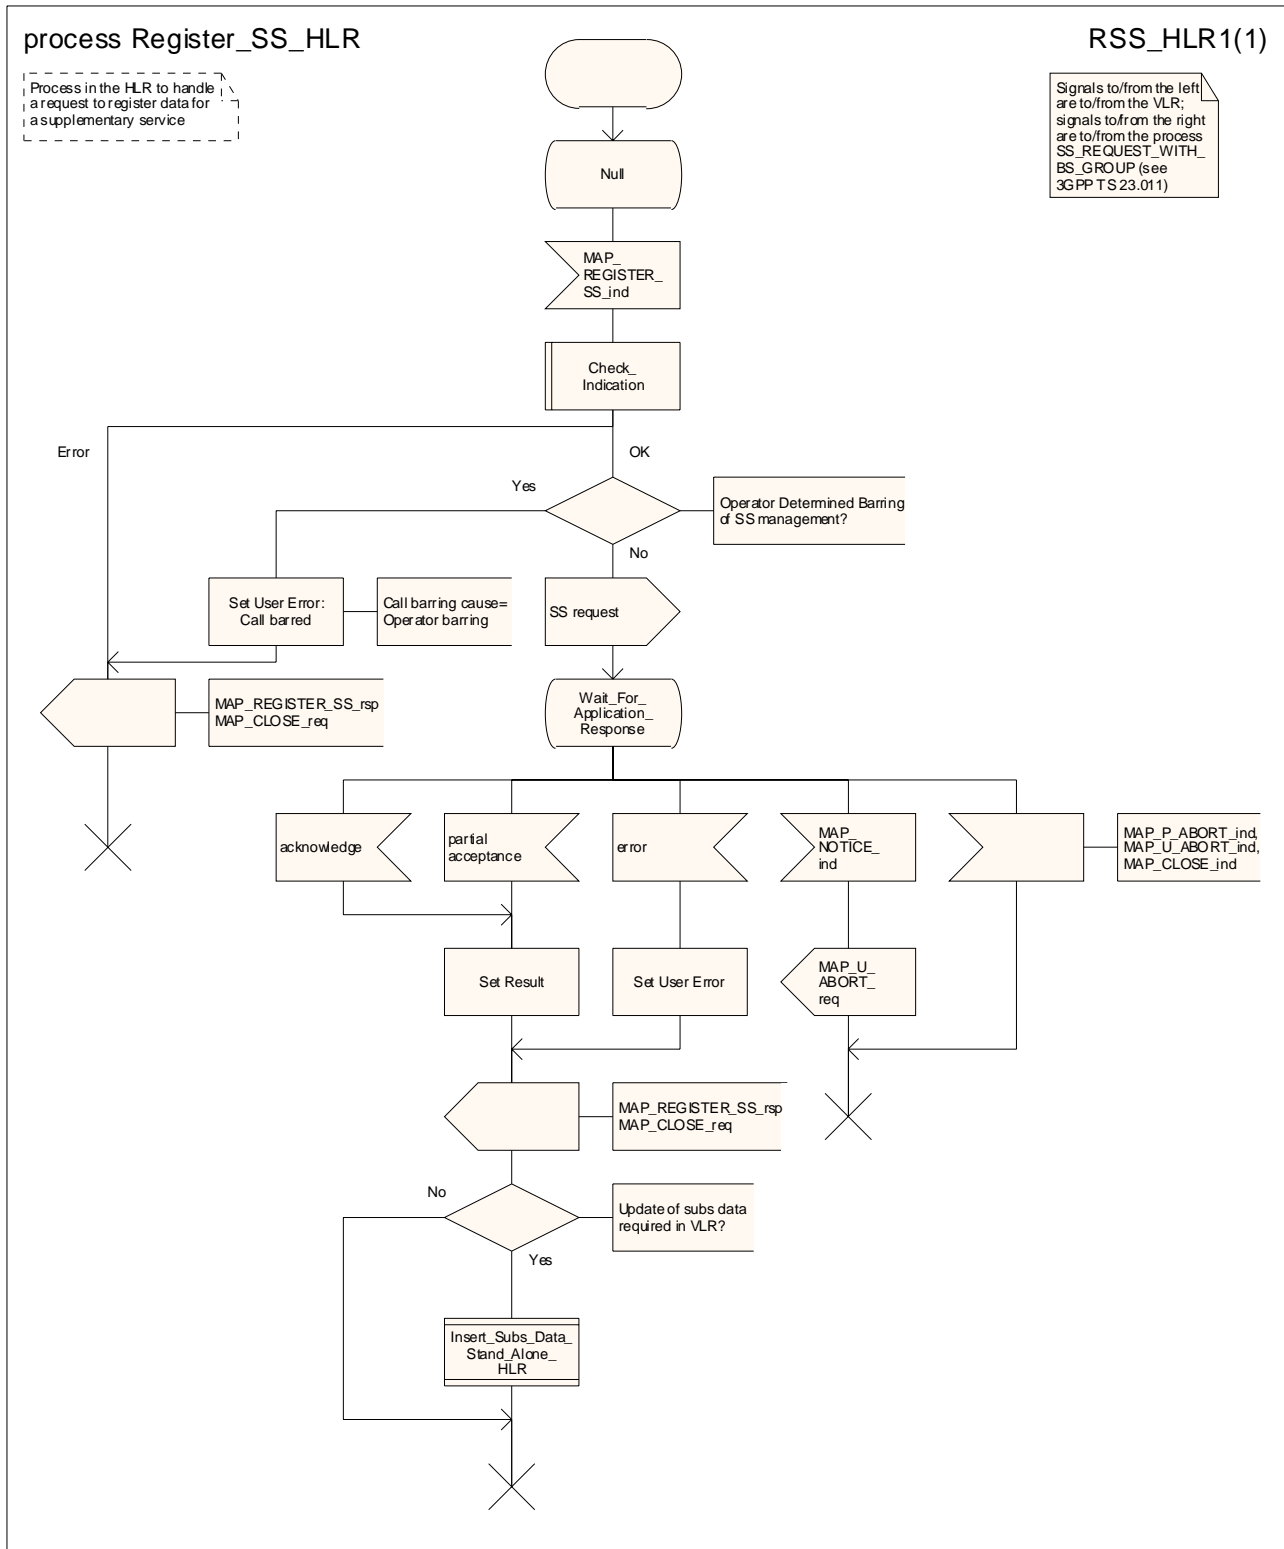 process Register_SS_HLR
RSS_HLR1(1)
Process in the HLR to handle
a request to register data for
a supplementary service
Signals to/from the left
are to/from the VLR;
signals to/from the right
are to/from the process
SS_REQUEST_WITH_
BS_GROUP (see
3GPP TS 23.011)
Null
MAP_
REGISTER_
SS_ind
Check_
Indication
Error
OK
Yes
Operator Determined Barring
of SS management?
No
Set User Error:
Call barred
Call barring cause=
Operator barring
SS request
MAP_REGISTER_SS_rsp
MAP_CLOSE_req
Wait_For_
Application_
Response
acknowledge
partial
acceptance
error
MAP_
NOTICE_
ind
MAP_P_ABORT_ind,
MAP_U_ABORT_ind,
MAP_CLOSE_ind
Set Result
Set User Error
MAP_U_
ABORT_
req
MAP_REGISTER_SS_rsp
MAP_CLOSE_req
No
Update of subs data
required in VLR?
Yes
Insert_Subs_Data_
Stand_Alone_
HLR